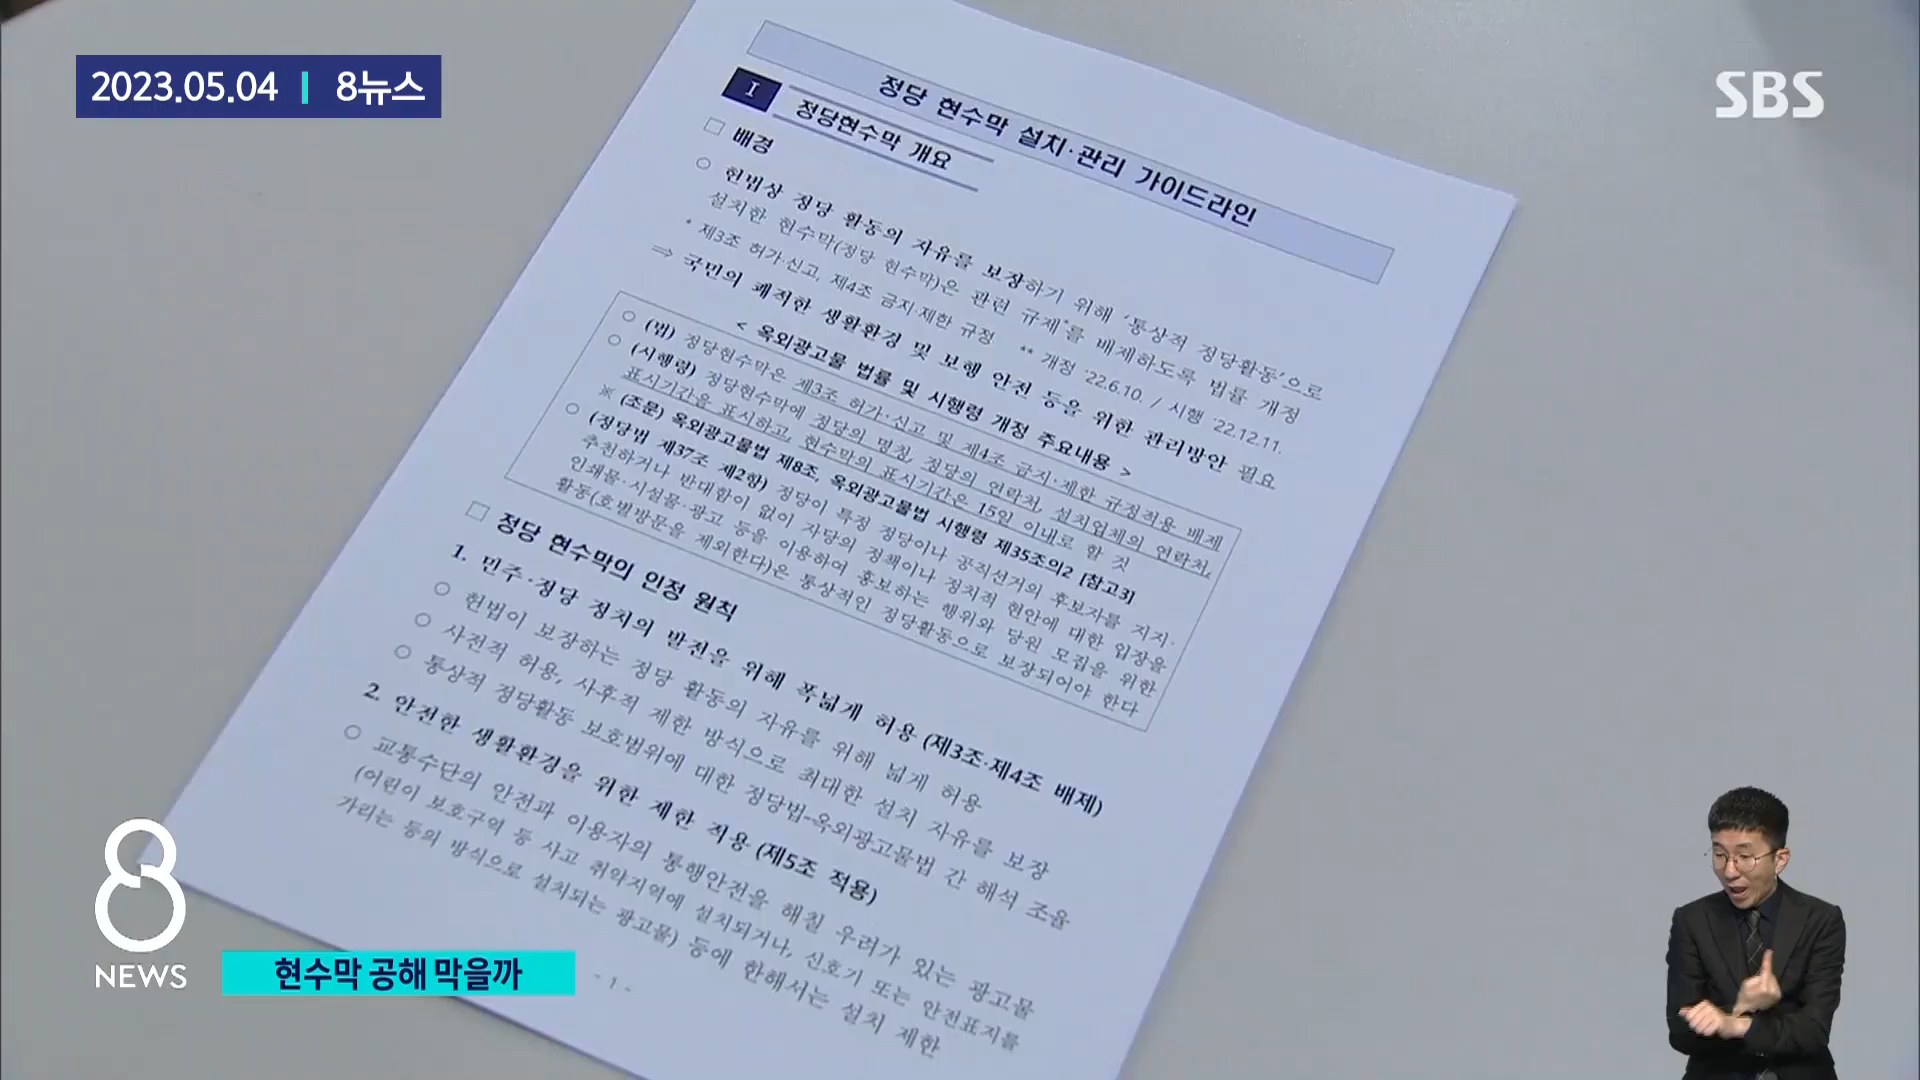 2023.05.04 | 8뉴스
SBS
정당 현수막 설치·관리 가이드라인
I 정당현수막 개요
□ 배경
○ 헌법상 정당 활동의 자유를 보장하기 위해 '통상적 정당활동'으로
설치한 현수막(정당 현수막)은 관련 규제*를 배제하도록 법률 개정
* 제3조 허가·신고, 제4조 금지·제한 규정 ** 개정 '22.6.10. / 시행 '22.12.11.
⇒ 국민의 쾌적한 생활환경 및 보행 안전 등을 위한 관리방안 필요
< 옥외광고물 법률 및 시행령 개정 주요내용 >
○ (법) 정당현수막은 제3조 허가·신고 및 제4조 금지·제한 규정적용 배제
○ (시행령) 정당현수막에 정당의 명칭, 정당의 연락처, 설치업체의 연락처,
표시기간을 표시하고, 현수막의 표시기간은 15일 이내로 할 것
※ (조문) 옥외광고물법 제8조, 옥외광고물법 시행령 제35조의2 [참고3]
○ (정당법 제37조 제2항) 정당이 특정 정당이나 공직선거의 후보자를 지지·
추천하거나 반대함이 없이 자당의 정책이나 정치적 현안에 대한 입장을
인쇄물·시설물·광고 등을 이용하여 홍보하는 행위와 당원 모집을 위한
활동(호별방문을 제외한다)은 통상적인 정당활동으로 보장되어야 한다
□ 정당 현수막의 인정 원칙
1. 민주·정당 정치의 발전을 위해 폭넓게 허용 (제3조·제4조 배제)
○ 헌법이 보장하는 정당 활동의 자유를 위해 넓게 허용
○ 사전적 허용, 사후적 제한 방식으로 최대한 설치 자유를 보장
○ 통상적 정당활동 보호범위에 대한 정당법-옥외광고물법 간 해석 조율
2. 안전한 생활환경을 위한 제한 적용 (제5조 적용)
○ 교통수단의 안전과 이용자의 통행안전을 해칠 우려가 있는 광고물
(어린이 보호구역 등 사고 취약지역에 설치되거나, 신호기 또는 안전표지를
가리는 등의 방식으로 설치되는 광고물) 등에 한해서는 설치 제한
- 1 -
8
NEWS
현수막 공해 막을까